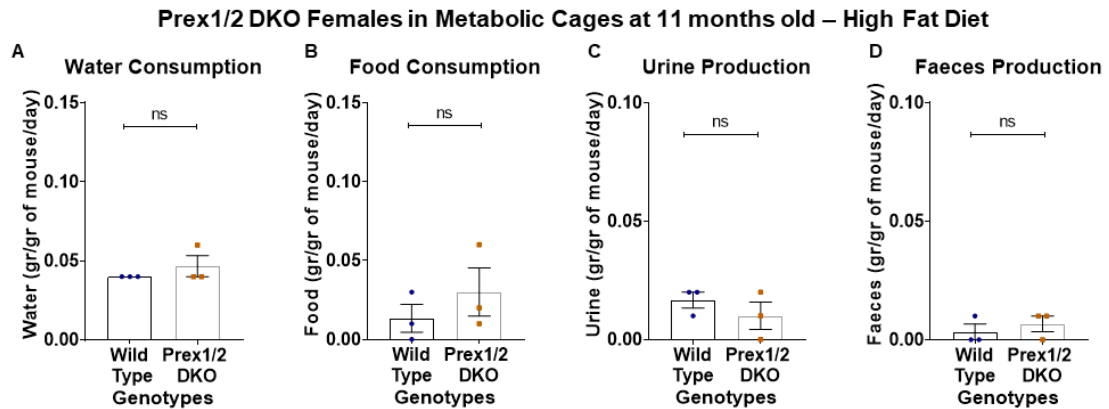 Prex1/2 DKO Females in Metabolic Cages at 11 months old – High Fat Diet
A
Water Consumption
Water (gr/gr of mouse/day)
0.15
0.10
0.05
0.00
ns
Wild
Type
Prex1/2
DKO
Genotypes
B
Food Consumption
Food (gr/gr of mouse/day)
0.15
0.10
0.05
0.00
ns
Wild
Type
Prex1/2
DKO
Genotypes
C
Urine Production
Urine (gr/gr of mouse/day)
0.10
0.05
0.00
ns
Wild
Type
Prex1/2
DKO
Genotypes
D
Faeces Production
Faeces (gr/gr of mouse/day)
0.10
0.05
0.00
ns
Wild
Type
Prex1/2
DKO
Genotypes